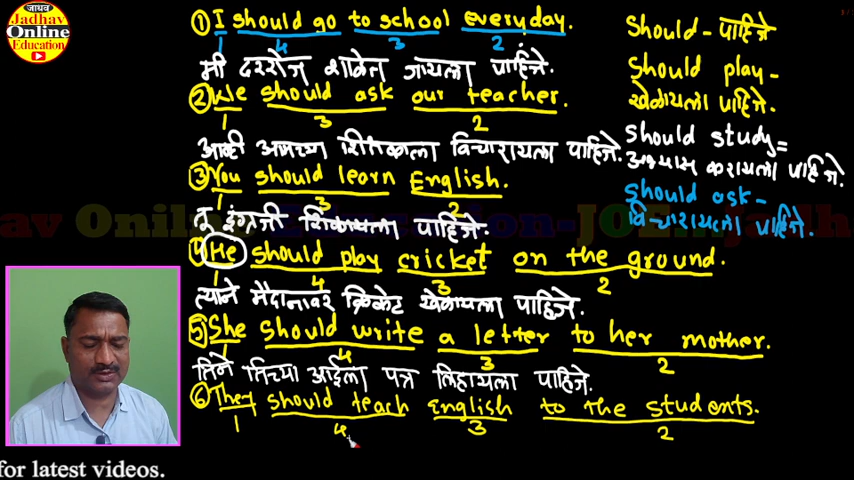 जाधव
Jadhav
Online
Education
① I should go to school everyday.
1 4 3 2
मी दररोज शाळेत जायला पाहिजे.
② We should ask our teacher.
1 3 2
आम्ही आमच्या शिक्षिकाला विचारायला पाहिजे.
③ You should learn English.
1 3 2
तू इंग्रजी शिकायला पाहिजे.
4 He should play cricket on the ground.
1 4 3 2
त्याने मैदानावर क्रिकेट खेळायला पाहिजे.
5 She should write a letter to her mother.
1 4 3 2
तिने तिच्या आईला पत्र लिहायला पाहिजे.
⑥ They should teach English to the students.
1 4 3 2
Should - पाहिजे
Should play -
खेळायला पाहिजे.
Should study =
अभ्यास करायला पाहिजे.
Should ask -
विचारायला पाहिजे.
for latest videos.